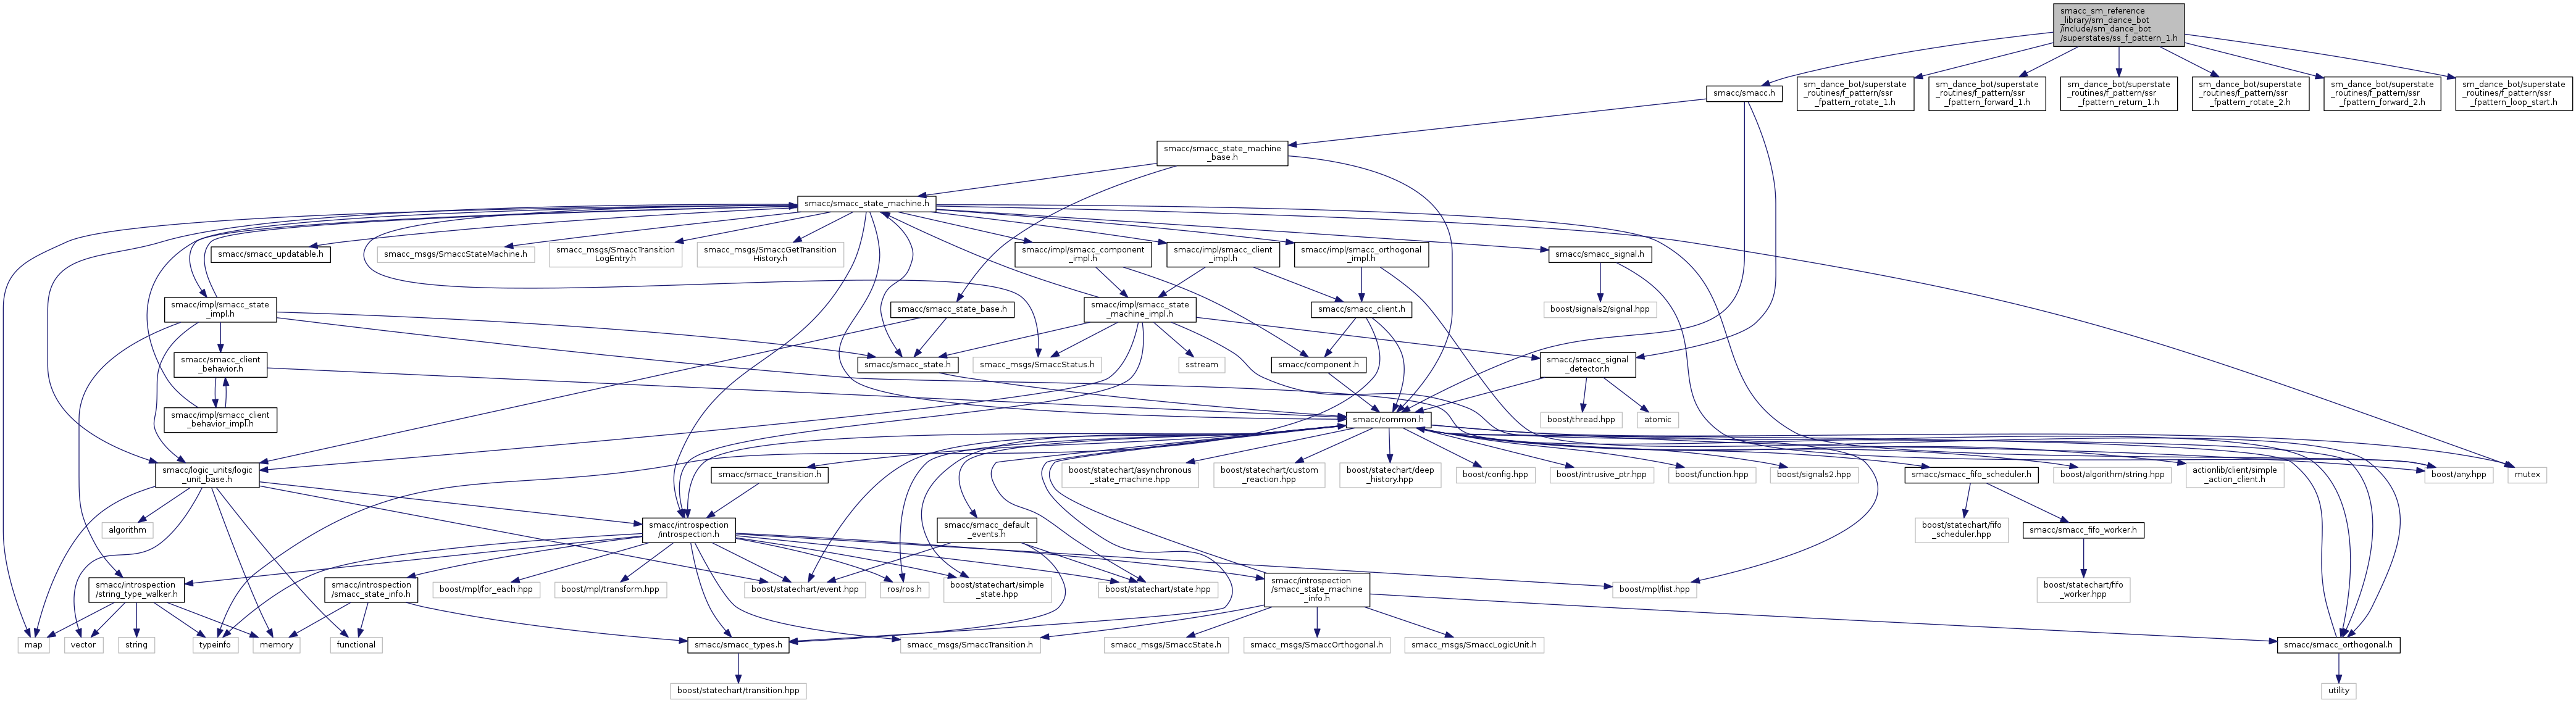 smacc_sm_reference
_library/sm_dance_bot
/include/sm_dance_bot
/superstates/ss_f_pattern_1.h
smacc/smacc.h
sm_dance_bot/superstate
_routines/f_pattern/ssr
_fpattern_rotate_1.h
sm_dance_bot/superstate
_routines/f_pattern/ssr
_fpattern_forward_1.h
sm_dance_bot/superstate
_routines/f_pattern/ssr
_fpattern_return_1.h
sm_dance_bot/superstate
_routines/f_pattern/ssr
_fpattern_rotate_2.h
sm_dance_bot/superstate
_routines/f_pattern/ssr
_fpattern_forward_2.h
sm_dance_bot/superstate
_routines/f_pattern/ssr
_fpattern_loop_start.h
smacc/smacc_state_machine
_base.h
smacc/smacc_state_machine.h
smacc/smacc_updatable.h
smacc_msgs/SmaccStateMachine.h
smacc_msgs/SmaccTransition
LogEntry.h
smacc_msgs/SmaccGetTransition
History.h
smacc/impl/smacc_component
_impl.h
smacc/impl/smacc_client
_impl.h
smacc/impl/smacc_orthogonal
_impl.h
smacc/smacc_signal.h
smacc/impl/smacc_state
_impl.h
smacc/smacc_state_base.h
smacc/impl/smacc_state
_machine_impl.h
smacc/smacc_client.h
boost/signals2/signal.hpp
smacc/smacc_client
_behavior.h
smacc/smacc_state.h
smacc_msgs/SmaccStatus.h
sstream
smacc/component.h
smacc/smacc_signal
_detector.h
smacc/impl/smacc_client
_behavior_impl.h
smacc/common.h
boost/thread.hpp
atomic
smacc/logic_units/logic
_unit_base.h
smacc/smacc_transition.h
boost/statechart/asynchronous
_state_machine.hpp
boost/statechart/custom
_reaction.hpp
boost/statechart/deep
_history.hpp
boost/config.hpp
boost/intrusive_ptr.hpp
boost/function.hpp
boost/signals2.hpp
smacc/smacc_fifo_scheduler.h
boost/algorithm/string.hpp
actionlib/client/simple
_action_client.h
boost/any.hpp
mutex
algorithm
smacc/introspection
/introspection.h
smacc/smacc_default
_events.h
boost/statechart/fifo
_scheduler.hpp
smacc/smacc_fifo_worker.h
smacc/introspection
/string_type_walker.h
smacc/introspection
/smacc_state_info.h
boost/mpl/for_each.hpp
boost/mpl/transform.hpp
boost/statechart/event.hpp
ros/ros.h
boost/statechart/simple
_state.hpp
boost/statechart/state.hpp
smacc/introspection
/smacc_state_machine
_info.h
boost/mpl/list.hpp
boost/statechart/fifo
_worker.hpp
map
vector
string
typeinfo
memory
functional
smacc/smacc_types.h
smacc_msgs/SmaccTransition.h
smacc_msgs/SmaccState.h
smacc_msgs/SmaccOrthogonal.h
smacc_msgs/SmaccLogicUnit.h
smacc/smacc_orthogonal.h
boost/statechart/transition.hpp
utility